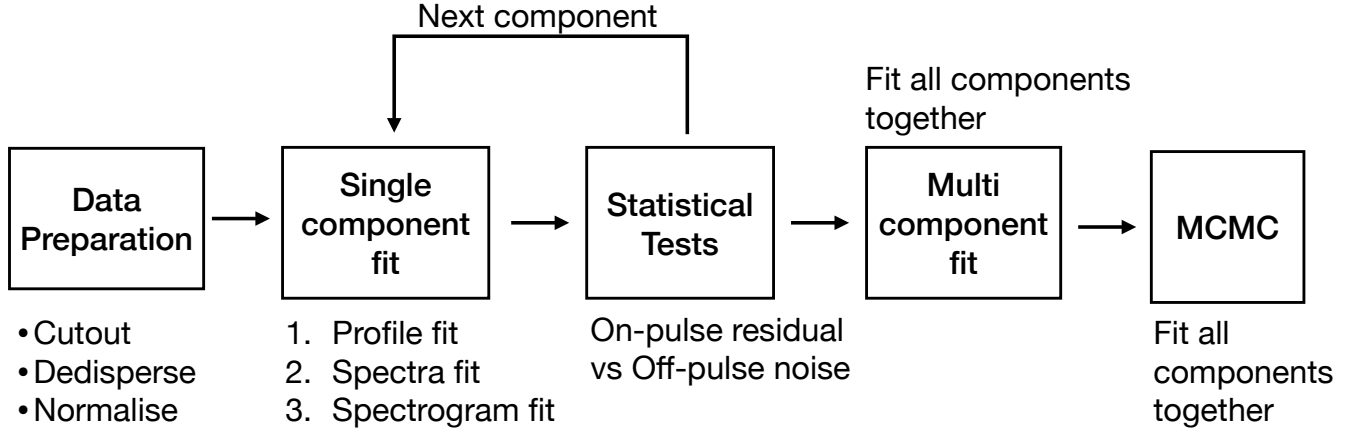 Next component
Fit all components
together
Data
Preparation
Single
component
fit
Statistical
Tests
Multi
component
fit
MCMC
•Cutout
•Dedisperse
•Normalise
1. Profile fit
2. Spectra fit
3. Spectrogram fit
On-pulse residual
vs Off-pulse noise
Fit all
components
together